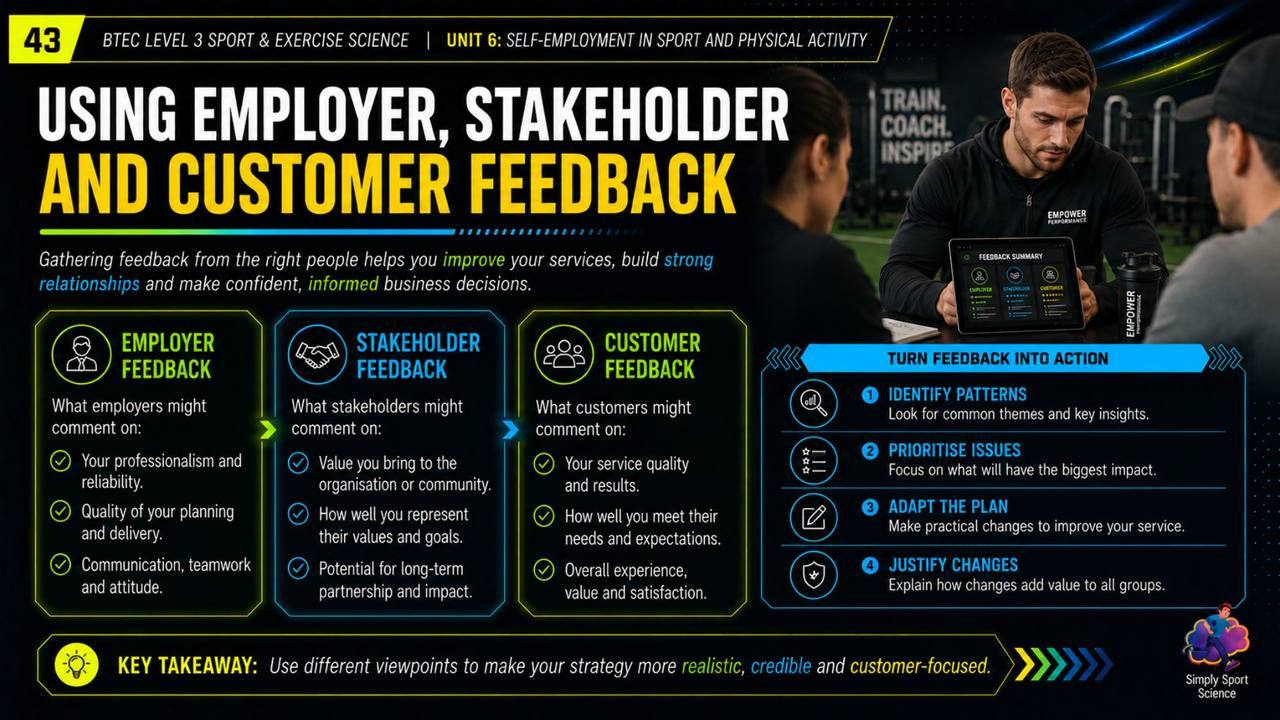 43
BTEC LEVEL 3 SPORT & EXERCISE SCIENCE | UNIT 6: SELF-EMPLOYMENT IN SPORT AND PHYSICAL ACTIVITY
USING EMPLOYER, STAKEHOLDER
AND CUSTOMER FEEDBACK
Gathering feedback from the right people helps you improve your services, build strong
relationships and make confident, informed business decisions.
TRAIN.
COACH.
INSPIRE
EMPOWER
PERFORMANCE
FEEDBACK SUMMARY
EMPLOYER
STAKEHOLDER
CUSTOMER
EMPOWER
EMPLOYER
FEEDBACK
What employers might
comment on:
Your professionalism and
reliability.
Quality of your planning
and delivery.
Communication, teamwork
and attitude.
STAKEHOLDER
FEEDBACK
What stakeholders might
comment on:
Value you bring to the
organisation or community.
How well you represent
their values and goals.
Potential for long-term
partnership and impact.
CUSTOMER
FEEDBACK
What customers might
comment on:
Your service quality
and results.
How well you meet their
needs and expectations.
Overall experience,
value and satisfaction.
TURN FEEDBACK INTO ACTION
1 IDENTIFY PATTERNS
Look for common themes and key insights.
2 PRIORITISE ISSUES
Focus on what will have the biggest impact.
3 ADAPT THE PLAN
Make practical changes to improve your service.
4 JUSTIFY CHANGES
Explain how changes add value to all groups.
KEY TAKEAWAY: Use different viewpoints to make your strategy more realistic, credible and customer-focused.
Simply Sport
Science